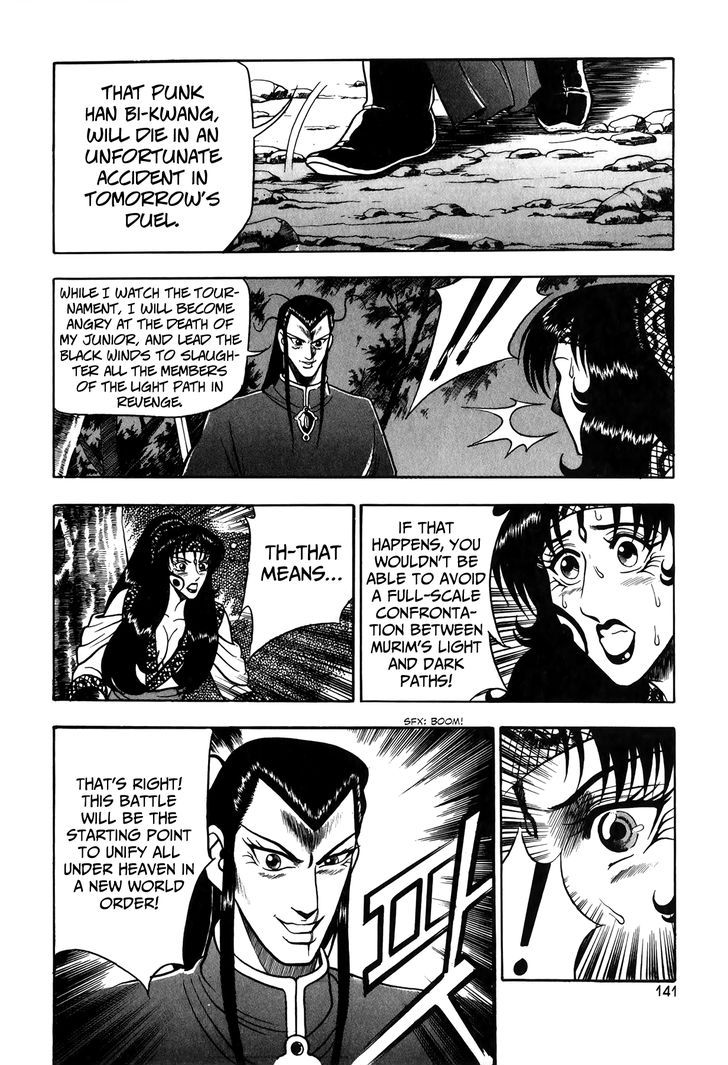 THAT PUNK
HAN BI-KWANG,
WILL DIE IN AN
UNFORTUNATE
ACCIDENT IN
TOMORROW'S
DUEL.
WHILE I WATCH THE TOUR-
NAMENT, I WILL BECOME
ANGRY AT THE DEATH OF
MY JUNIOR, AND LEAD THE
BLACK WINDS TO SLAUGH-
TER ALL THE MEMBERS
OF THE LIGHT PATH IN
REVENGE.
!!
TH-THAT
MEANS...
IF THAT
HAPPENS, YOU
WOULDN'T BE
ABLE TO AVOID
A FULL-SCALE
CONFRONTA-
TION BETWEEN
MURIM'S LIGHT
AND DARK
PATHS!
SFX: BOOM!
THAT'S RIGHT!
THIS BATTLE
WILL BE THE
STARTING POINT
TO UNIFY ALL
UNDER HEAVEN IN
A NEW WORLD
ORDER!
!
141